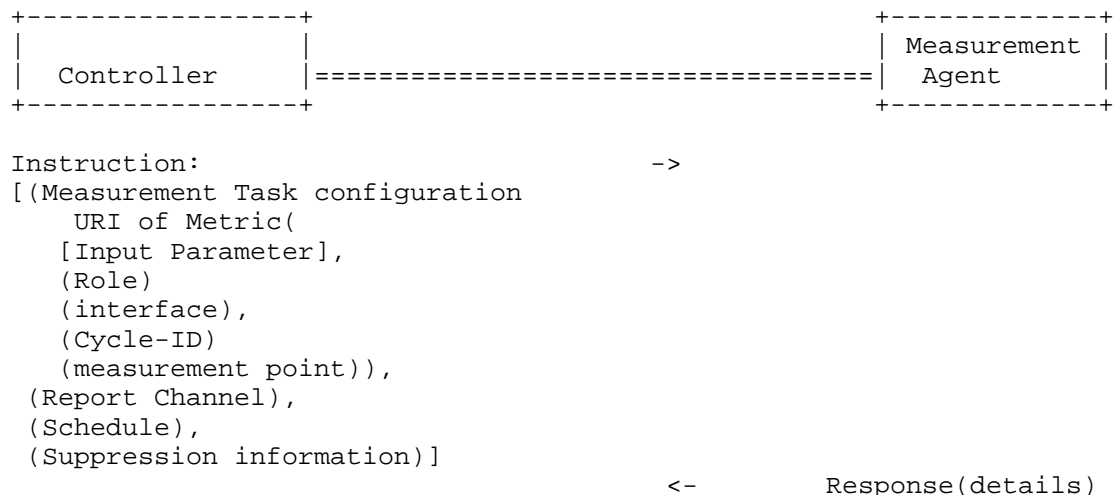 Measurement
Controller Agent
Instruction: ->
[(Measurement Task configuration
URI of Metric(
[Input Parameter],
(Role)
(interface),
(Cycle-ID)
(measurement point)),
(Report Channel),
(Schedule),
(Suppression information)]
<- Response(details)